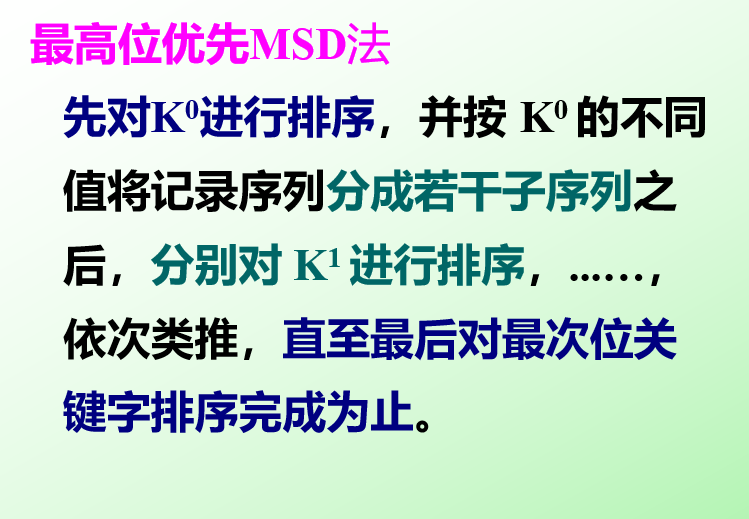 最高位优先MSD法
先对K⁰进行排序，并按 K⁰ 的不同
值将记录序列分成若干子序列之
后，分别对 K¹ 进行排序，...…，
依次类推，直至最后对最次位关
键字排序完成为止。